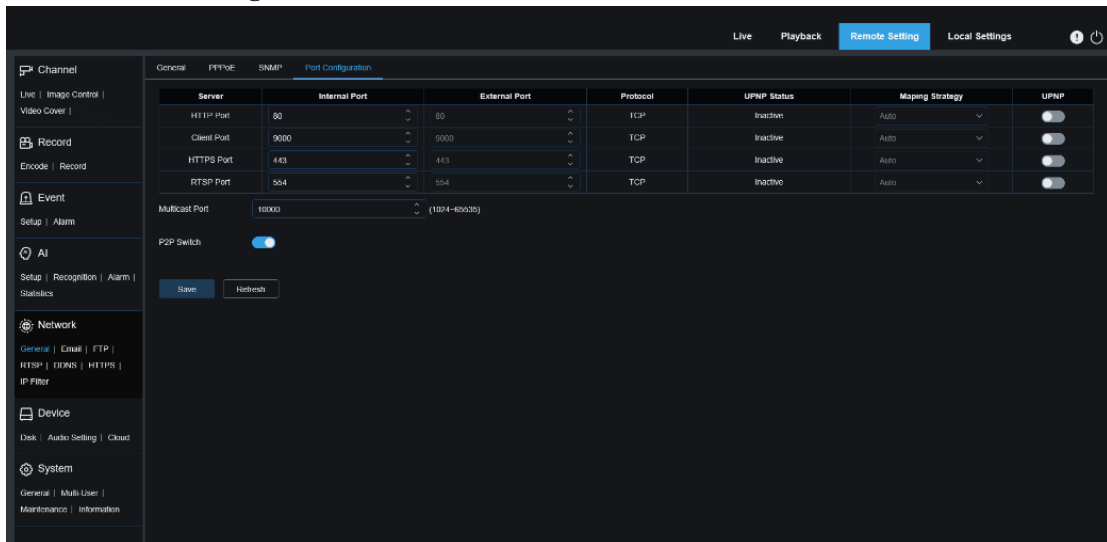 Live Playback Remote Setting Local Settings
Channel
Live | Image Control |
Video Cover |
Record
Encode | Record
Event
Setup | Alarm
AI
Setup | Recognition | Alarm |
Statistics
Network
General | Email | FTP |
RTSP | DDNS | HTTPS |
IP Filter
Device
Disk | Audio Setting | Cloud
System
General | Multi-User |
Maintenance | Information
General PPPoE SNMP Port Configuration
Server Internal Port External Port Protocol UPNP Status Maping Strategy UPNP
HTTP Port 80 80 TCP Inactive Auto
Client Port 9000 9000 TCP Inactive Auto
HTTPS Port 443 443 TCP Inactive Auto
RTSP Port 554 554 TCP Inactive Auto
Multicast Port 10000 (1024~65535)
P2P Switch
Save Refresh